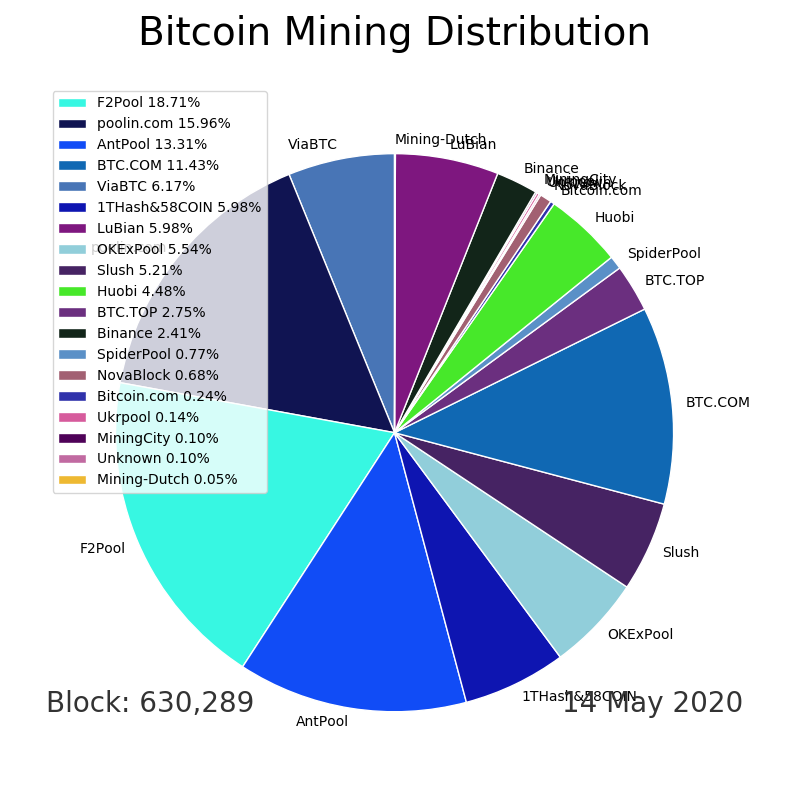 Bitcoin Mining Distribution
F2Pool 18.71%
poolin.com 15.96%
AntPool 13.31%
BTC.COM 11.43%
ViaBTC 6.17%
1THash&58COIN 5.98%
LuBian 5.98%
OKExPool 5.54%
Slush 5.21%
Huobi 4.48%
BTC.TOP 2.75%
Binance 2.41%
SpiderPool 0.77%
NovaBlock 0.68%
Bitcoin.com 0.24%
Ukrpool 0.14%
MiningCity 0.10%
Unknown 0.10%
Mining-Dutch 0.05%
ViaBTC
Mining-Dutch
LuBian
Binance
MiningCity
Bitcoin.com
Huobi
SpiderPool
BTC.TOP
BTC.COM
Slush
OKExPool
1THash&58COIN
AntPool
F2Pool
Block: 630,289
14 May 2020